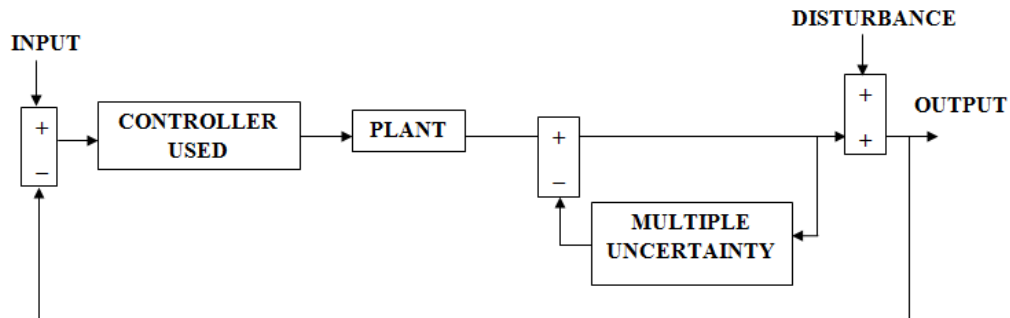 DISTURBANCE
INPUT
+
−
CONTROLLER
USED
PLANT
+
−
+
+
OUTPUT
MULTIPLE
UNCERTAINTY